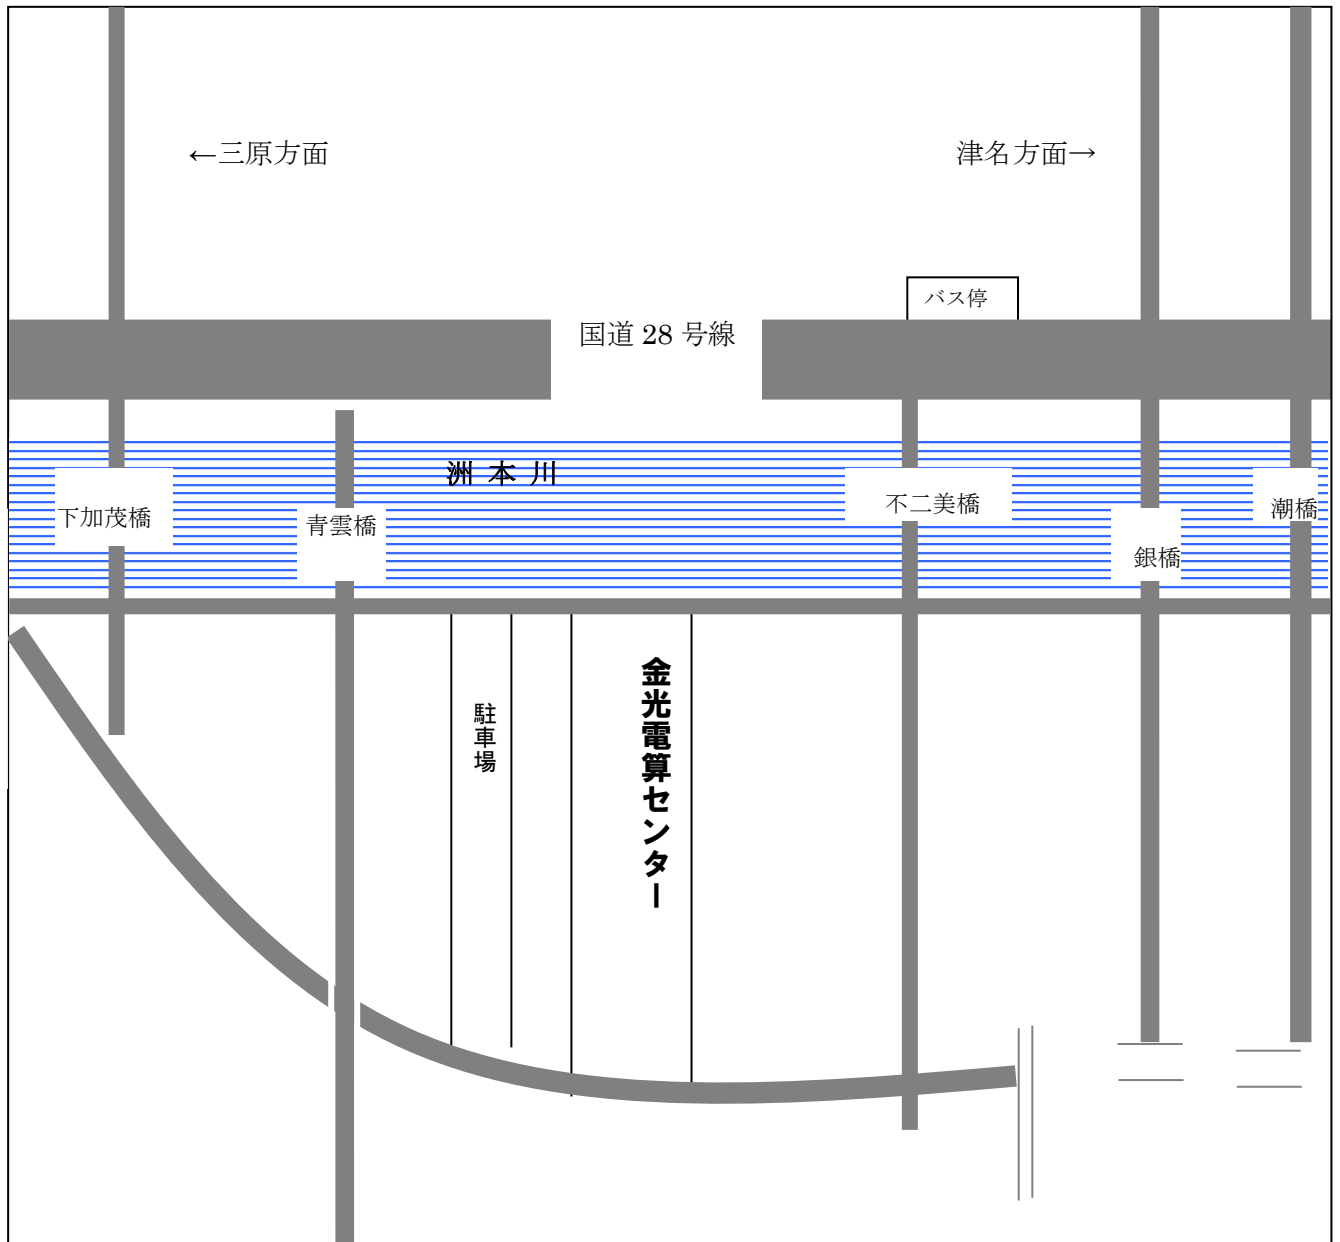 ←三原方面
津名方面→
バス停
国道 28 号線
洲 本 川
下加茂橋
青雲橋
不二美橋
銀橋
潮橋
駐車場
金光電算センター